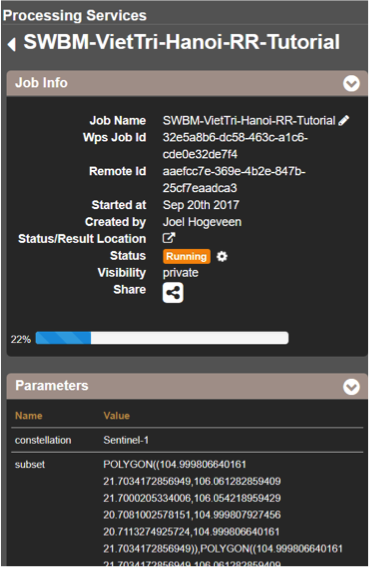 Processing Services
SWBM-VietTri-Hanoi-RR-Tutorial
Job Info
Job Name SWBM-VietTri-Hanoi-RR-Tutorial
Wps Job Id 32e5a8b6-dc58-463c-a1c6-
cde0e32de7f4
Remote Id aaefcc7e-369e-4b2e-847b-
25cf7eaadca3
Started at Sep 20th 2017
Created by Joel Hogeveen
Status/Result Location
Status Running
Visibility private
Share
22%
Parameters
Name Value
constellation Sentinel-1
subset POLYGON((104.999806640161
21.7034172856949,106.061282859409
21.7000205334006,106.054218959429
20.7081002578151,104.999807927456
20.7113274925724,104.999806640161
21.7034172856949)),POLYGON((104.999806640161
21.7034172856949,106.061282859409